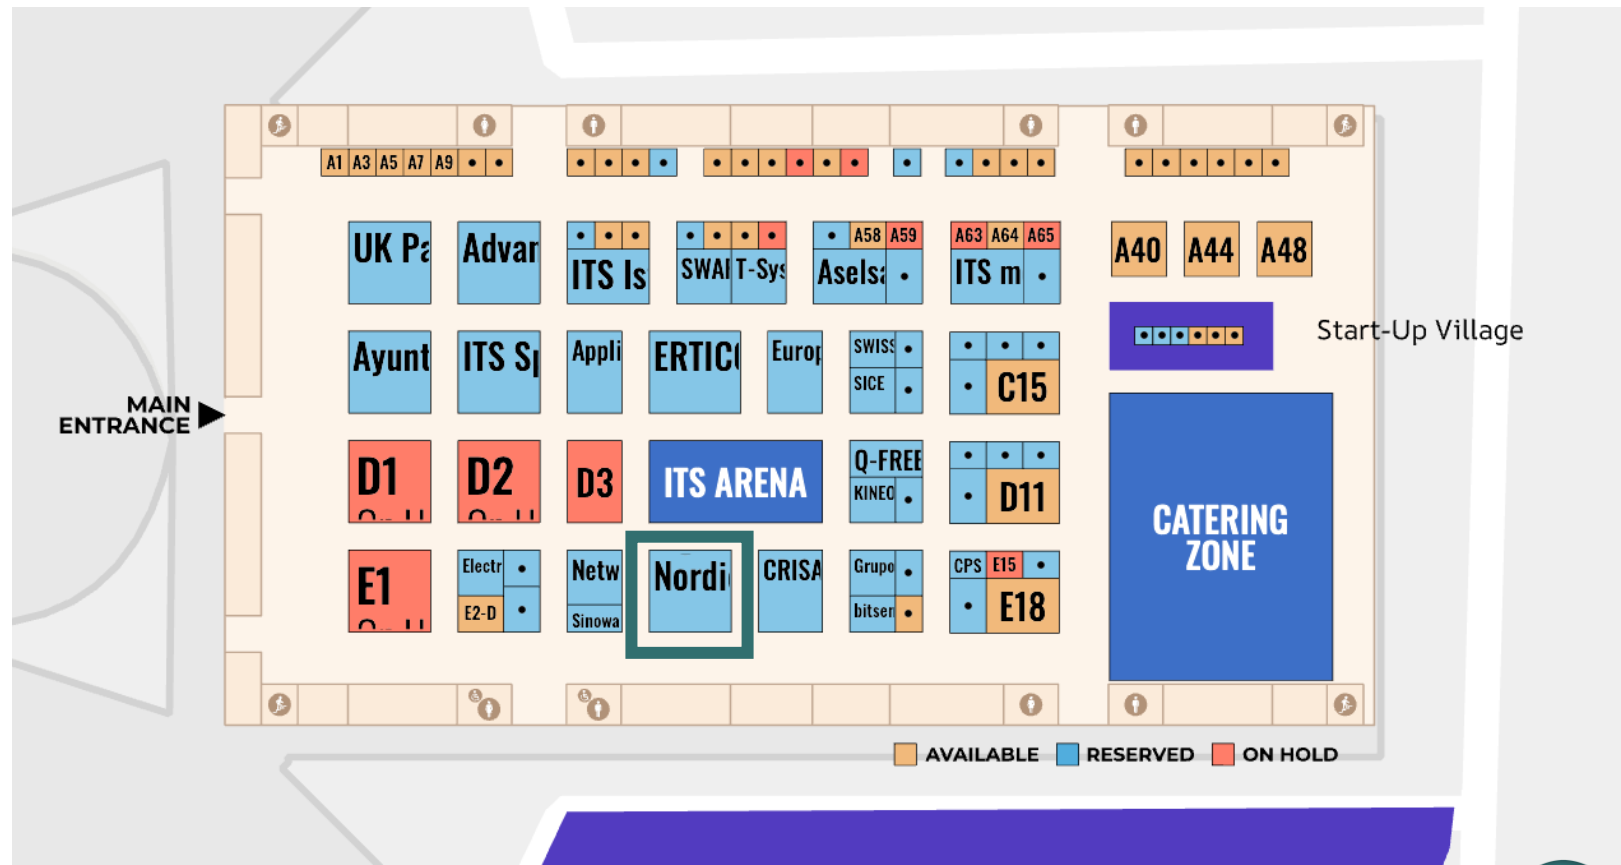 A1 A3 A5 A7 A9
UK Pa
Advan
ITS Is
SWAI
T-Sys
A58 A59
Aselsa
A63 A64 A65
ITS m
A40 A44 A48
Start-Up Village
Ayunt
ITS Sp
Appli
ERTIC
Europ
SWISS
SICE
C15
MAIN
ENTRANCE
D1
D2
D3
ITS ARENA
Q-FREE
KINEO
D11
CATERING
ZONE
E1
Electr
E2-D
Netw
Sinowa
Nordi
CRISA
Grupo
bitsen
CPS E15
E18
AVAILABLE RESERVED ON HOLD